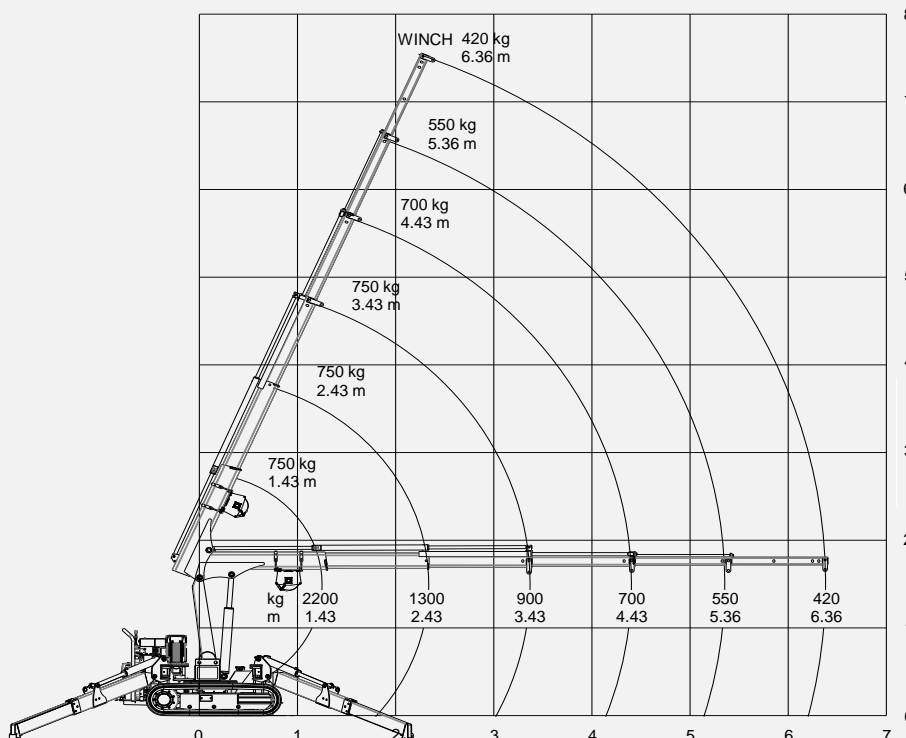 WINCH 420 kg
6.36 m
550 kg
5.36 m
700 kg
4.43 m
750 kg
3.43 m
750 kg
2.43 m
750 kg
1.43 m
kg 2200 1300 900 700 550 420
m 1.43 2.43 3.43 4.43 5.36 6.36
0 1 2 3 4 5 6 7